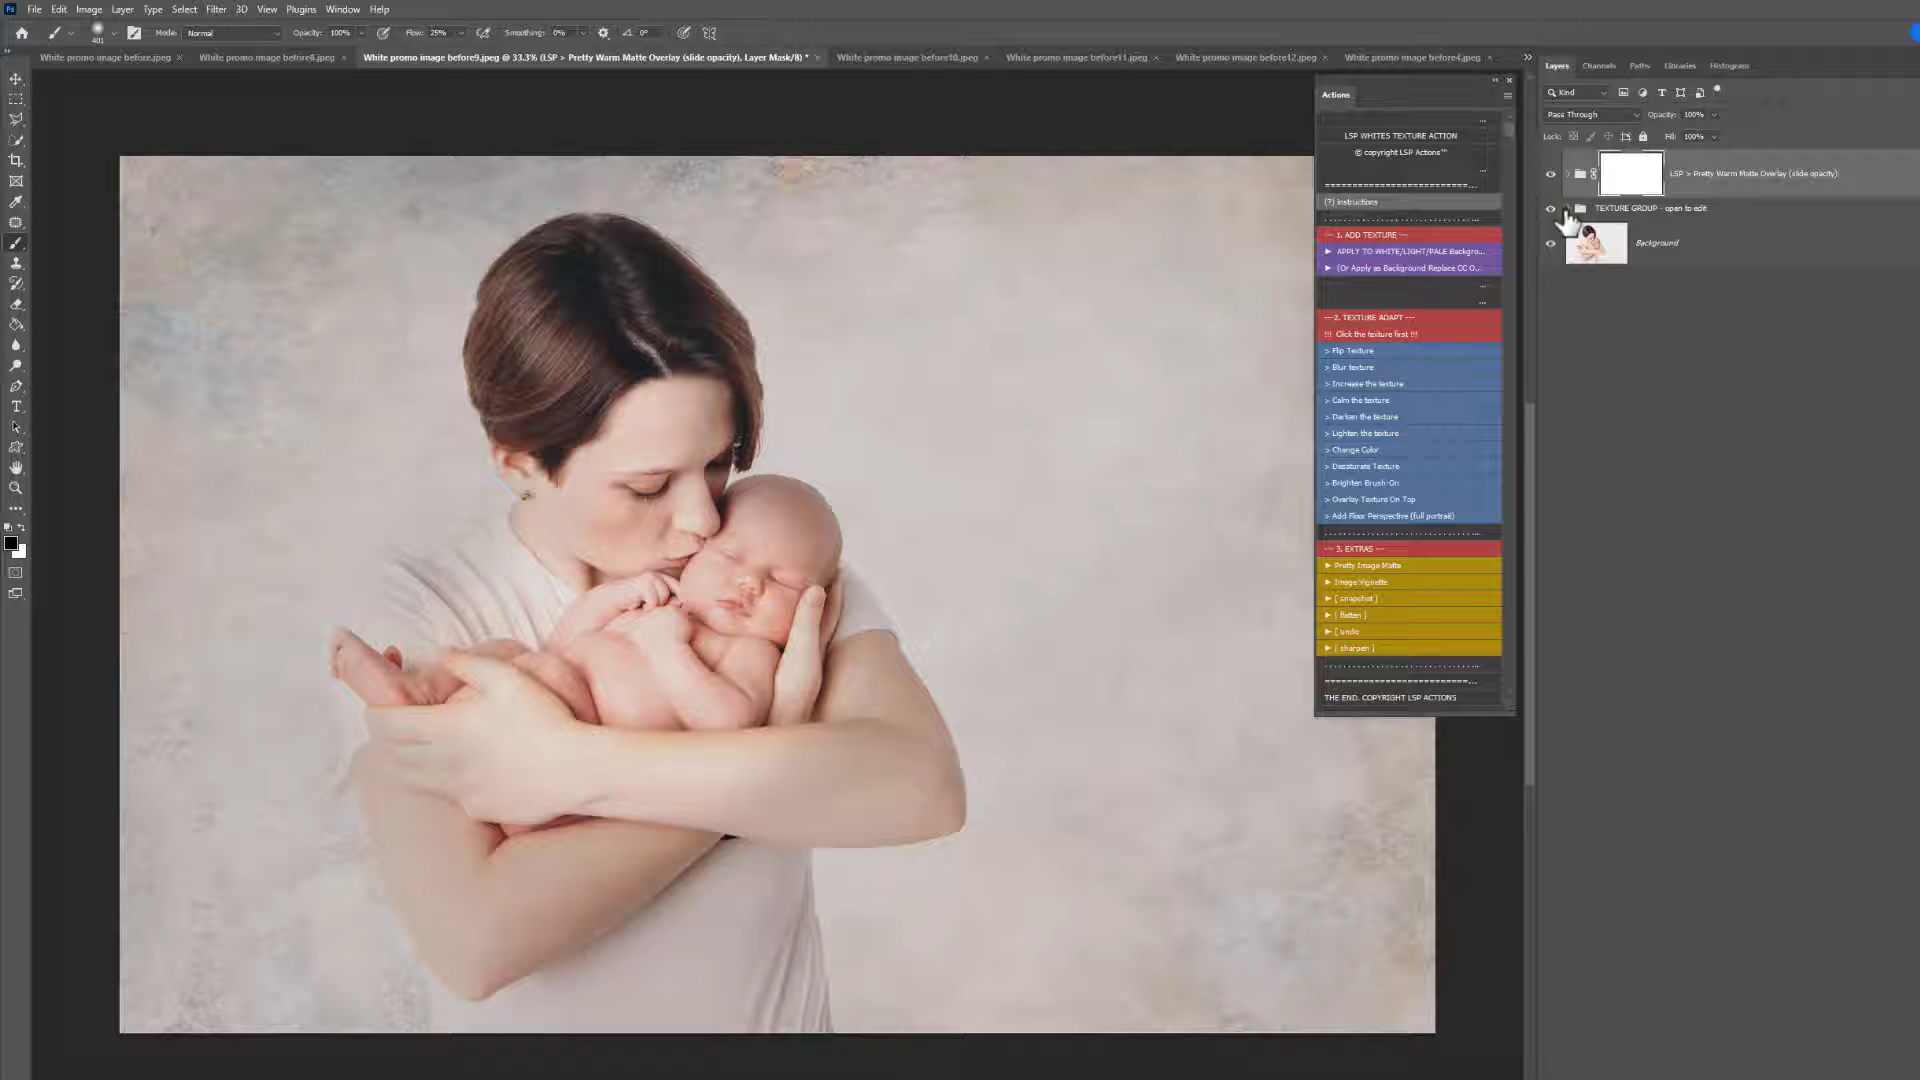 Ps File Edit Image Layer Type Select Filter 3D View Plugins Window Help
401 Mode: Normal Opacity: 100% Flow: 25% Smoothing: 0% 0°
White promo image before.jpeg × White promo image before8.jpeg × White promo image before9.jpeg @ 33.3% (LSP > Pretty Warm Matte Overlay (slide opacity), Layer Mask/8) * × White promo image before10.jpeg × White promo image before11.jpeg × White promo image before12.jpeg × White promo image before4.jpeg ×
Actions
...
LSP WHITES TEXTURE ACTION
© copyright LSP Actions™
...
==========================...
(?) Instructions
--- 1. ADD TEXTURE ---
APPLY TO WHITE/LIGHT/PALE Backgro...
(Or Apply as Background Replace CC O...
...
...
---2. TEXTURE ADAPT ---
!!! Click the texture first !!!
> Flip Texture
> Blur texture
> Increase the texture
> Calm the texture
> Darken the texture
> Lighten the texture
> Change Color
> Desaturate Texture
> Brighten Brush-On
> Overlay Texture On Top
> Add Floor Perspective (full portrait)
--- 3. EXTRAS ---
Pretty Image Matte
Image Vignette
[ snapshot ]
[ flatten ]
[ undo
[ sharpen ]
==========================...
THE END. COPYRIGHT LSP ACTIONS
Layers Channels Paths Libraries Histogram
Kind
Pass Through Opacity: 100%
Lock: Fill: 100%
LSP > Pretty Warm Matte Overlay (slide opacity)
TEXTURE GROUP - open to edit
Background